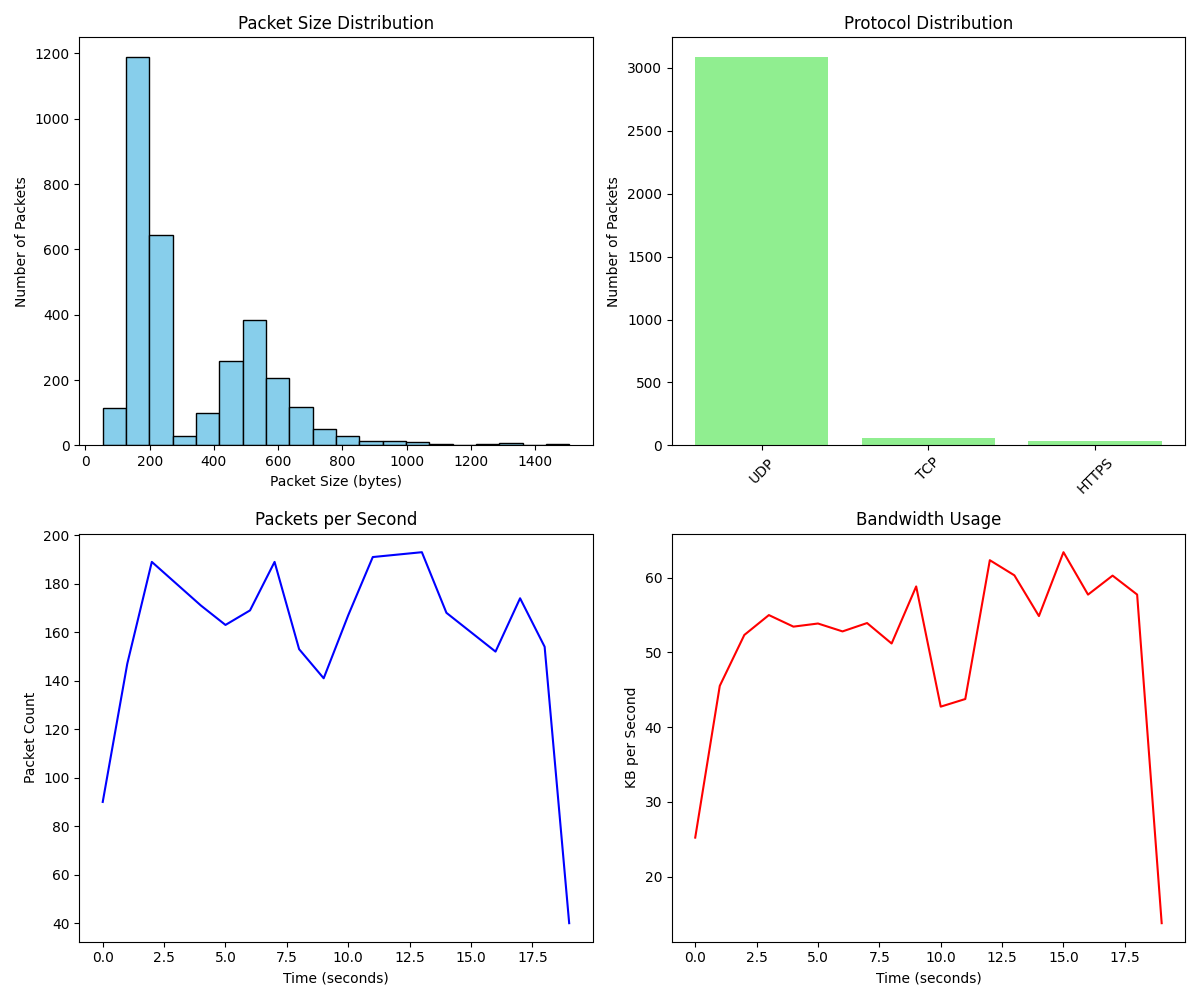 Packet Size Distribution
Number of Packets
1200
1000
800
600
400
200
0
0 200 400 600 800 1000 1200 1400
Packet Size (bytes)
Protocol Distribution
Number of Packets
3000
2500
2000
1500
1000
500
0
UDP TCP HTTPS
Packets per Second
Packet Count
200
180
160
140
120
100
80
60
40
0.0 2.5 5.0 7.5 10.0 12.5 15.0 17.5
Time (seconds)
Bandwidth Usage
KB per Second
60
50
40
30
20
0.0 2.5 5.0 7.5 10.0 12.5 15.0 17.5
Time (seconds)